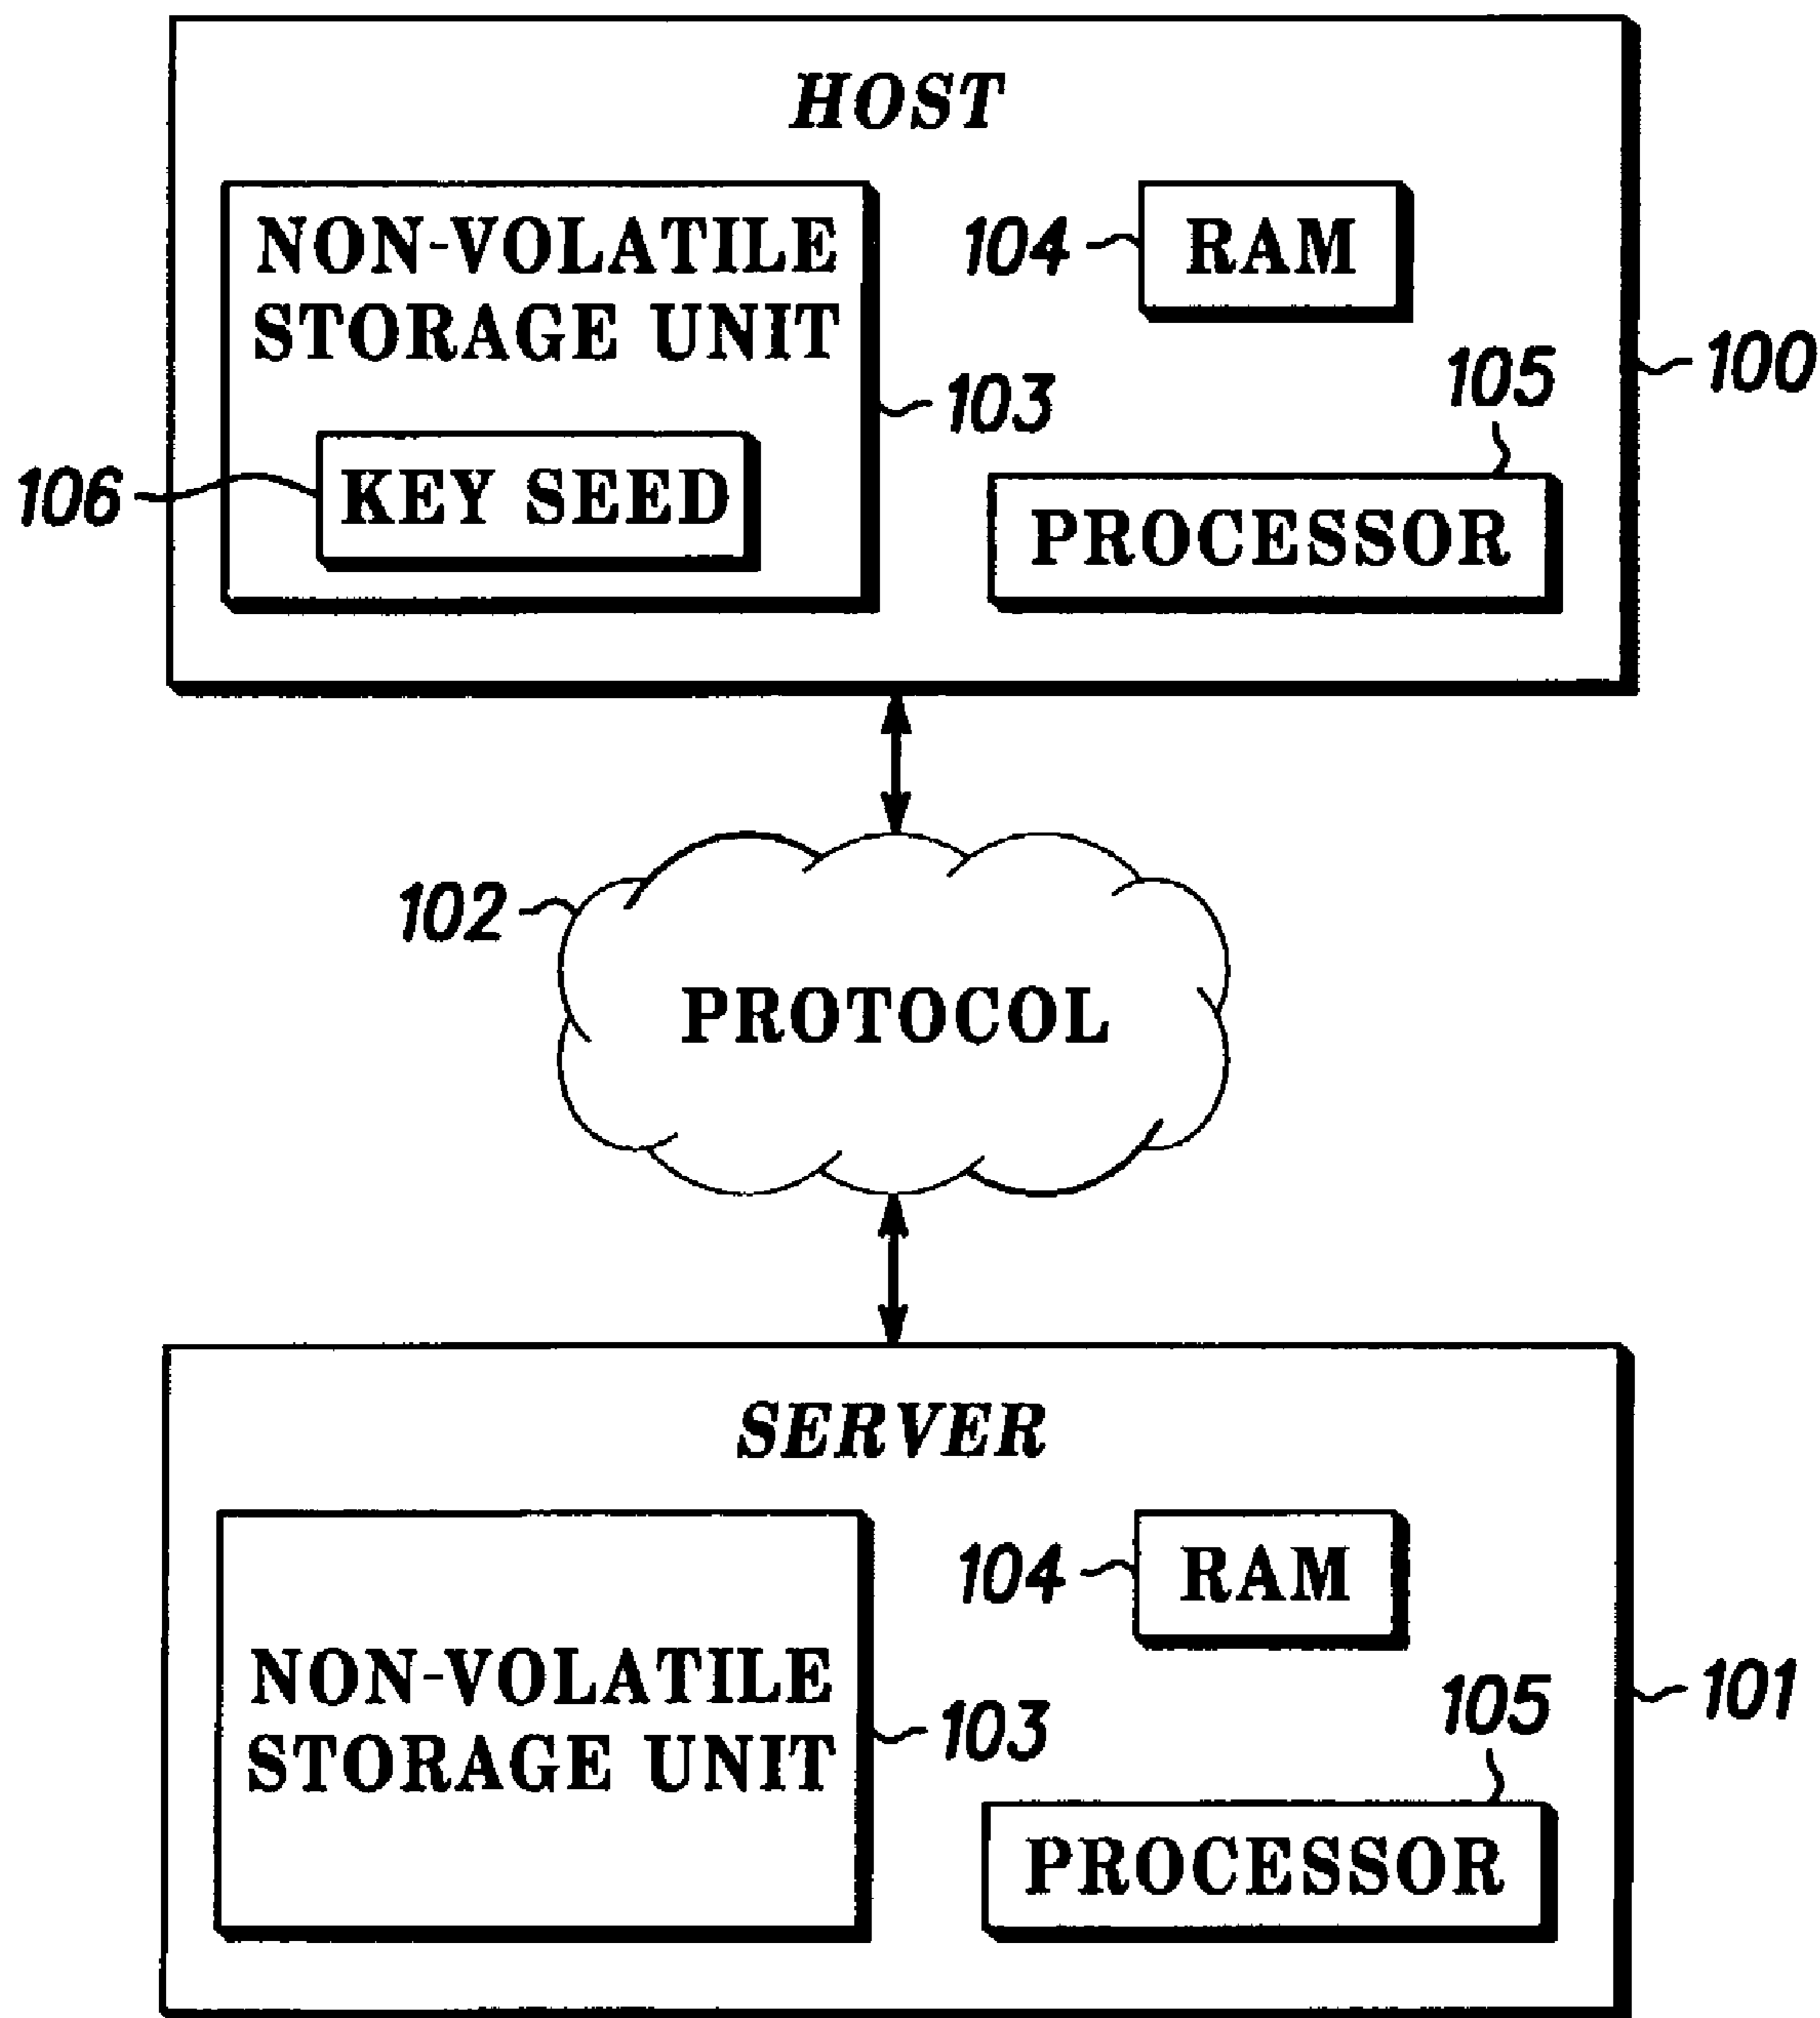 HOST
NON-VOLATILE
STORAGE UNIT
104
RAM
100
103
105
106
KEY SEED
PROCESSOR
102
PROTOCOL
SERVER
104
RAM
NON-VOLATILE
STORAGE UNIT
103
105
101
PROCESSOR